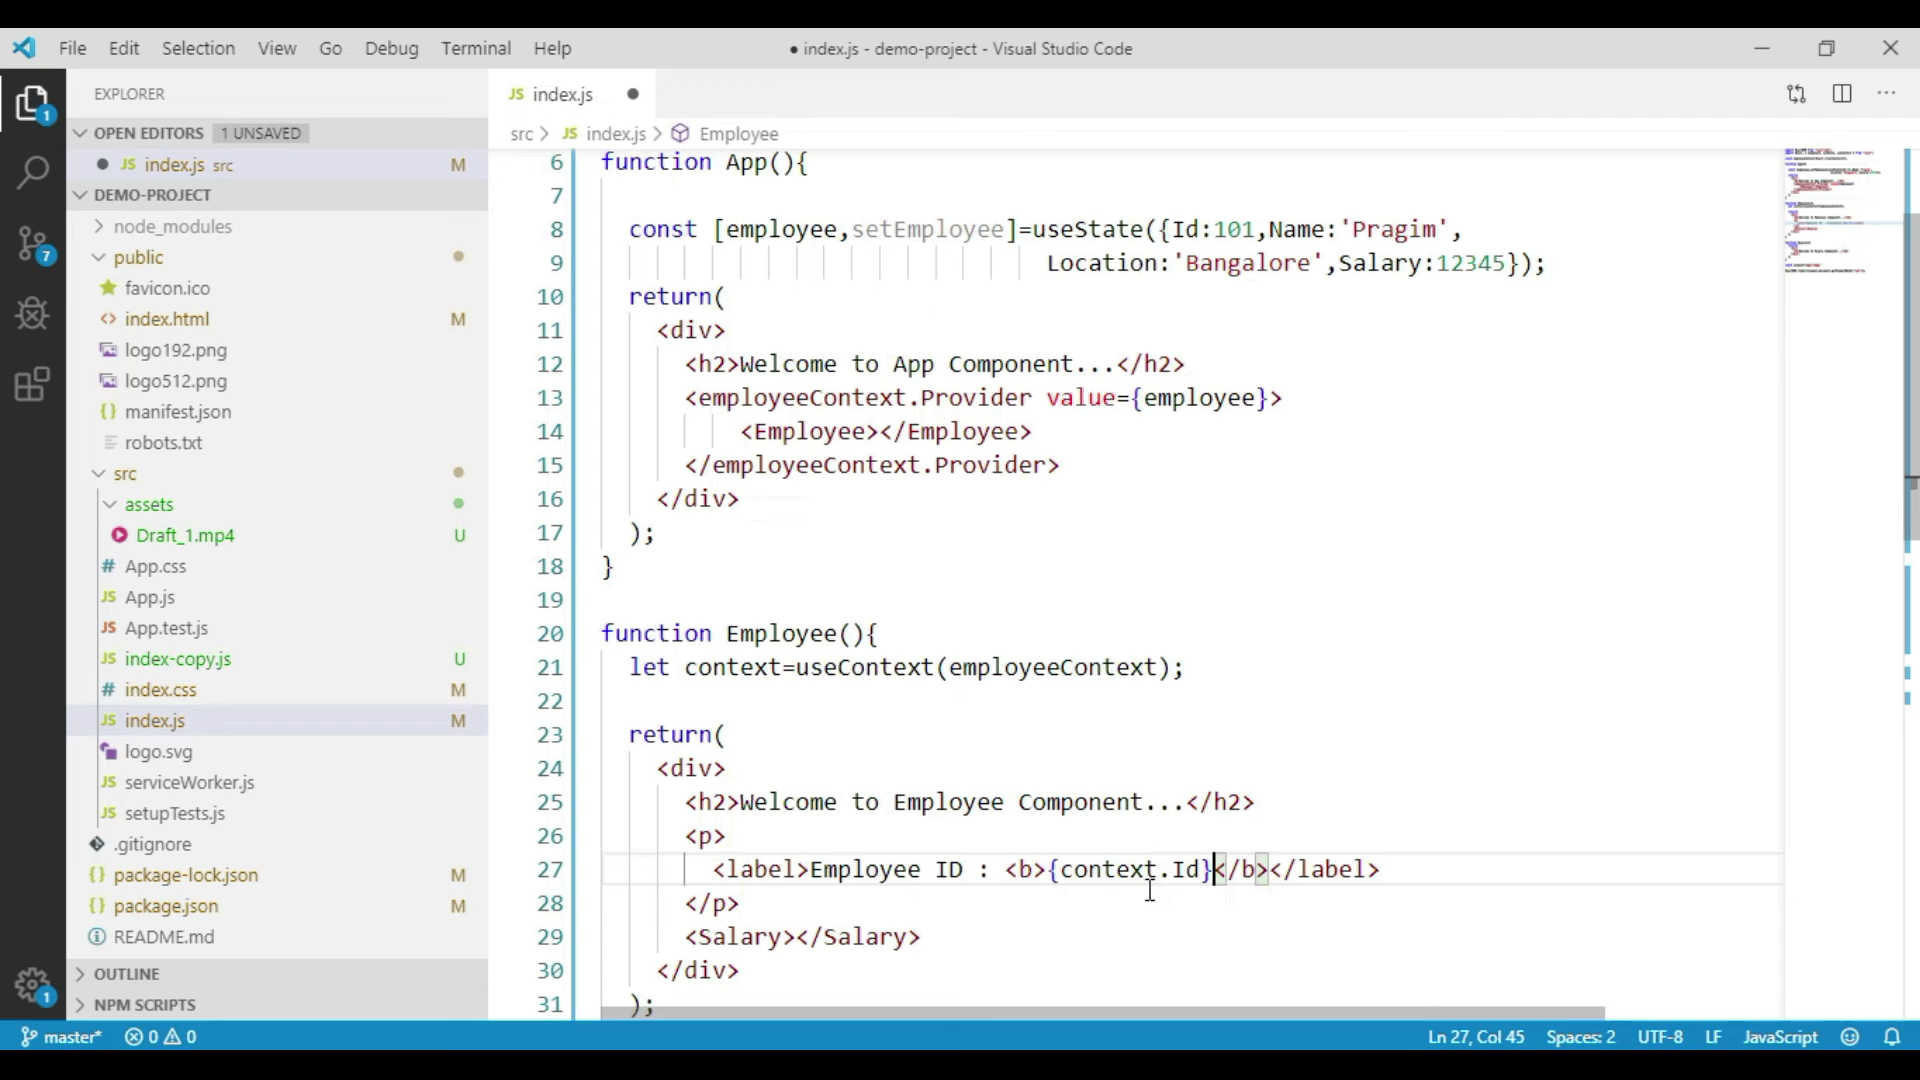 File Edit Selection View Go Debug Terminal Help
● index.js - demo-project - Visual Studio Code
EXPLORER
OPEN EDITORS 1 UNSAVED
● JS index.js src M
DEMO-PROJECT
node_modules
public
favicon.ico
<> index.html M
logo192.png
logo512.png
{} manifest.json
robots.txt
src
assets
Draft_1.mp4 U
# App.css
JS App.js
JS App.test.js
JS index-copy.js U
# index.css M
JS index.js M
logo.svg
JS serviceWorker.js
JS setupTests.js
.gitignore
{} package-lock.json M
{} package.json M
README.md
OUTLINE
NPM SCRIPTS
1
7
1
JS index.js ●
src > JS index.js > Employee
6 function App(){
7
8 const [employee,setEmployee]=useState({Id:101,Name:'Pragim',
9 Location:'Bangalore',Salary:12345});
10 return(
11 <div>
12 <h2>Welcome to App Component...</h2>
13 <employeeContext.Provider value={employee}>
14 <Employee></Employee>
15 </employeeContext.Provider>
16 </div>
17 );
18 }
19
20 function Employee(){
21 let context=useContext(employeeContext);
22
23 return(
24 <div>
25 <h2>Welcome to Employee Component...</h2>
26 <p>
27 <label>Employee ID : <b>{context.Id}</b></label>
28 </p>
29 <Salary></Salary>
30 </div>
31 );
master* 0 0
Ln 27, Col 45 Spaces: 2 UTF-8 LF JavaScript